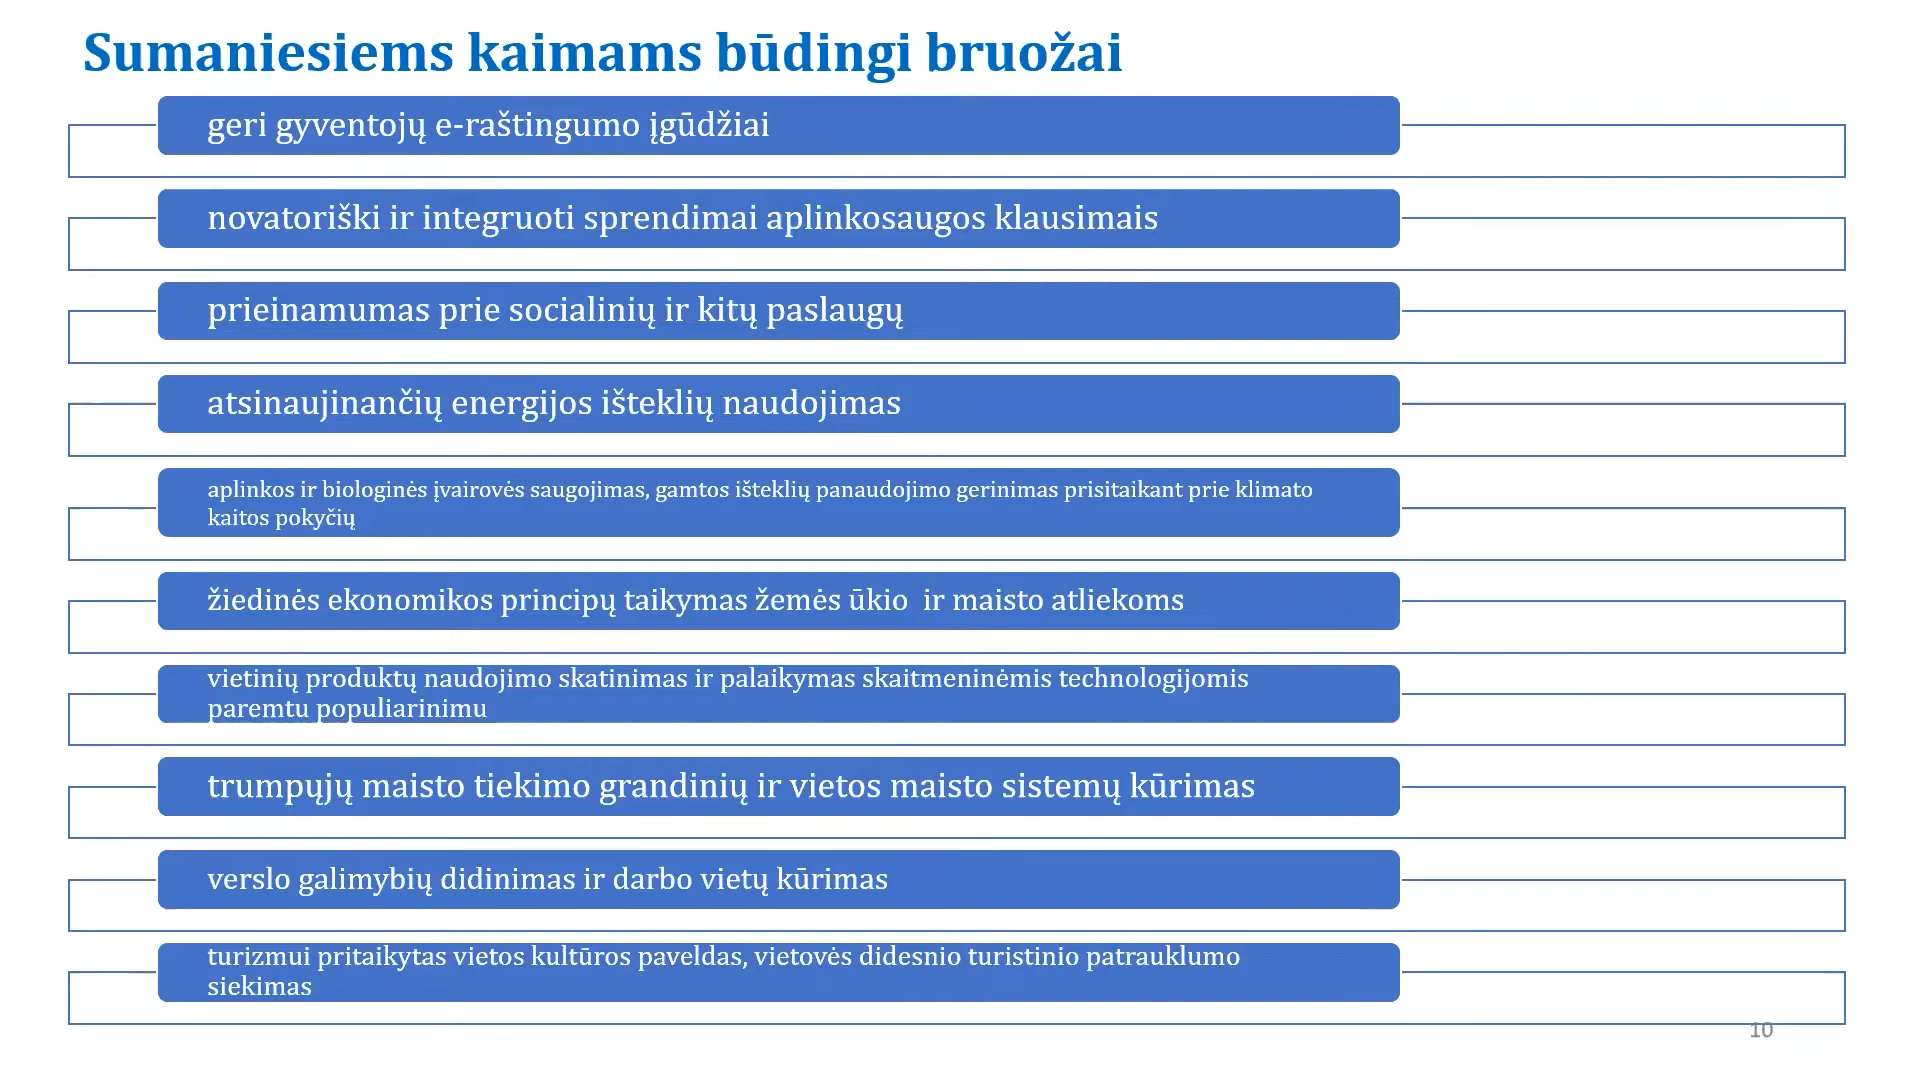 Sumaniesiems kaimams būdingi bruožai
geri gyventojų e-raštingumo įgūdžiai
novatoriški ir integruoti sprendimai aplinkosaugos klausimais
prieinamumas prie socialinių ir kitų paslaugų
atsinaujinančių energijos išteklių naudojimas
aplinkos ir biologinės įvairovės saugojimas, gamtos išteklių panaudojimo gerinimas prisitaikant prie klimato
kaitos pokyčių
žiedinės ekonomikos principų taikymas žemės ūkio  ir maisto atliekoms
vietinių produktų naudojimo skatinimas ir palaikymas skaitmeninėmis technologijomis
paremtu populiarinimu
trumpųjų maisto tiekimo grandinių ir vietos maisto sistemų kūrimas
verslo galimybių didinimas ir darbo vietų kūrimas
turizmui pritaikytas vietos kultūros paveldas, vietovės didesnio turistinio patrauklumo
siekimas
10